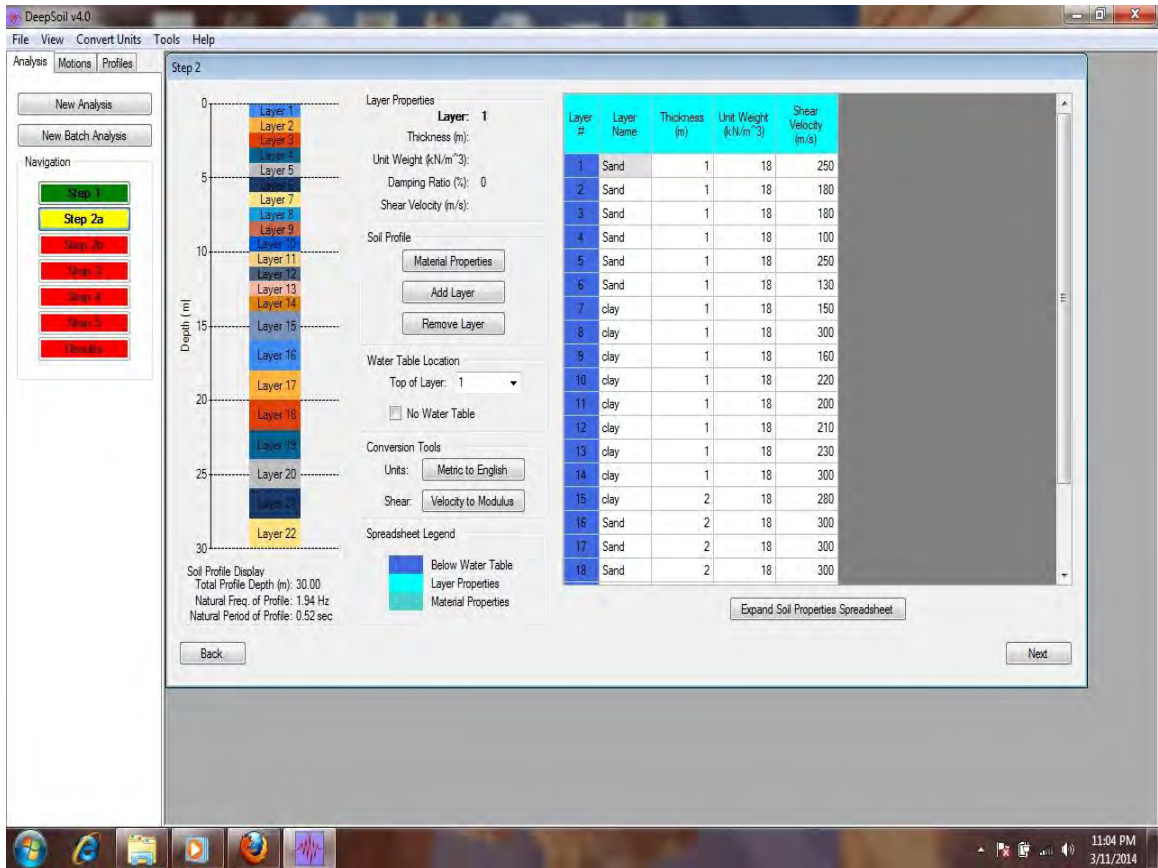 DeepSoil v4.0
File View Convert Units Tools Help
Analysis Motions Profiles
New Analysis
New Batch Analysis
Navigation
Step 1
Step 2a
Step 2b
Step 3
Step 4
Step 5
Results
Step 2
Depth (m)
0
5
10
15
20
25
30
Layer 1
Layer 2
Layer 3
Layer 4
Layer 5
Layer 6
Layer 7
Layer 8
Layer 9
Layer 10
Layer 11
Layer 12
Layer 13
Layer 14
Layer 15
Layer 16
Layer 17
Layer 18
Layer 19
Layer 20
Layer 21
Layer 22
Soil Profile Display
Total Profile Depth (m): 30.00
Natural Freq. of Profile: 1.94 Hz
Natural Period of Profile: 0.52 sec
Back
Layer Properties
Layer: 1
Thickness (m):
Unit Weight (kN/m^3):
Damping Ratio (%): 0
Shear Velocity (m/s):
Soil Profile
Material Properties
Add Layer
Remove Layer
Water Table Location
Top of Layer: 1
No Water Table
Conversion Tools
Units: Metric to English
Shear: Velocity to Modulus
Spreadsheet Legend
Below Water Table
Layer Properties
Material Properties
Layer # Layer Name Thickness (m) Unit Weight (kN/m^3) Shear Velocity (m/s)
1 Sand 1 18 250
2 Sand 1 18 180
3 Sand 1 18 180
4 Sand 1 18 100
5 Sand 1 18 250
6 Sand 1 18 130
7 clay 1 18 150
8 clay 1 18 300
9 clay 1 18 160
10 clay 1 18 220
11 clay 1 18 200
12 clay 1 18 210
13 clay 1 18 230
14 clay 1 18 300
15 clay 2 18 280
16 Sand 2 18 300
17 Sand 2 18 300
18 Sand 2 18 300
Expand Soil Properties Spreadsheet
Next
11:04 PM
3/11/2014